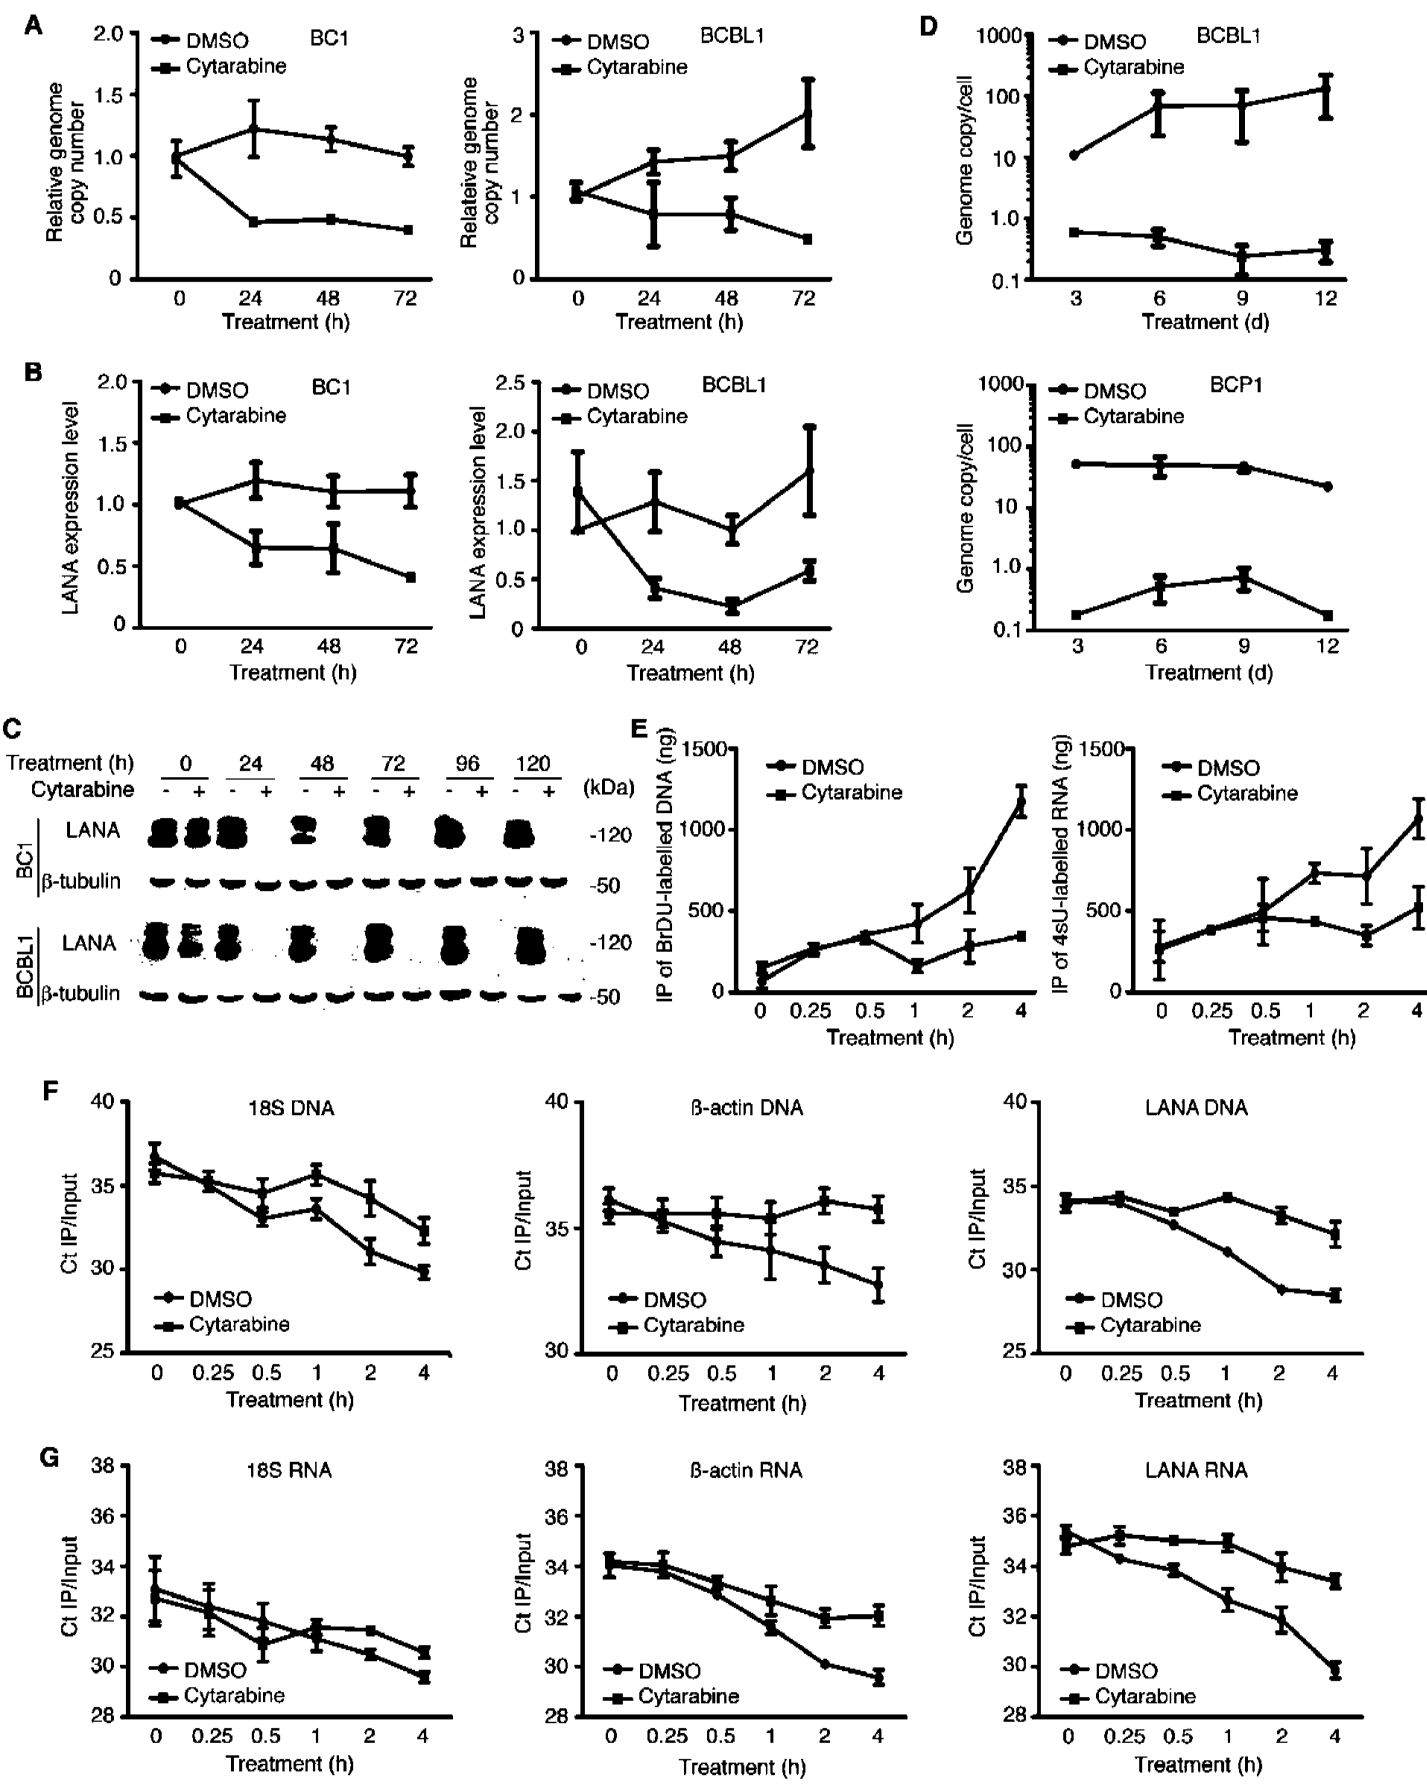 A
BC1
DMSO
Cytarabine
Relative genome
copy number
2.0
1.5
1.0
0.5
0
0 24 48 72
Treatment (h)
BCBL1
DMSO
Cytarabine
Relateive genome
copy number
3
2
1
0
0 24 48 72
Treatment (h)
D
BCBL1
DMSO
Cytarabine
Genome copy/cell
1000
100
10
1.0
0.1
3 6 9 12
Treatment (d)
B
BC1
DMSO
Cytarabine
LANA expression level
2.0
1.5
1.0
0.5
0
0 24 48 72
Treatment (h)
BCBL1
DMSO
Cytarabine
LANA expression level
2.5
2.0
1.5
1.0
0.5
0
0 24 48 72
Treatment (h)
BCP1
DMSO
Cytarabine
Genome copy/cell
1000
100
10
1.0
0.1
3 6 9 12
Treatment (d)
C
Treatment (h) 0 24 48 72 96 120
Cytarabine - + - + - + - + - + - + (kDa)
BC1
LANA -120
ß-tubulin -50
BCBL1
LANA -120
ß-tubulin -50
E
DMSO
Cytarabine
IP of BrDU-labelled DNA (ng)
1500
1000
500
0
0 0.25 0.5 1 2 4
Treatment (h)
DMSO
Cytarabine
IP of 4sU-labelled RNA (ng)
1500
1000
500
0
0 0.25 0.5 1 2 4
Treatment (h)
F
18S DNA
Ct IP/Input
40
35
30
25
DMSO
Cytarabine
0 0.25 0.5 1 2 4
Treatment (h)
ß-actin DNA
Ct IP/Input
40
35
30
DMSO
Cytarabine
0 0.25 0.5 1 2 4
Treatment (h)
LANA DNA
Ct IP/Input
40
35
30
25
DMSO
Cytarabine
0 0.25 0.5 1 2 4
Treatment (h)
G
18S RNA
Ct IP/Input
38
36
34
32
30
28
DMSO
Cytarabine
0 0.25 0.5 1 2 4
Treatment (h)
ß-actin RNA
Ct IP/Input
38
36
34
32
30
28
DMSO
Cytarabine
0 0.25 0.5 1 2 4
Treatment (h)
LANA RNA
Ct IP/Input
38
36
34
32
30
28
DMSO
Cytarabine
0 0.25 0.5 1 2 4
Treatment (h)